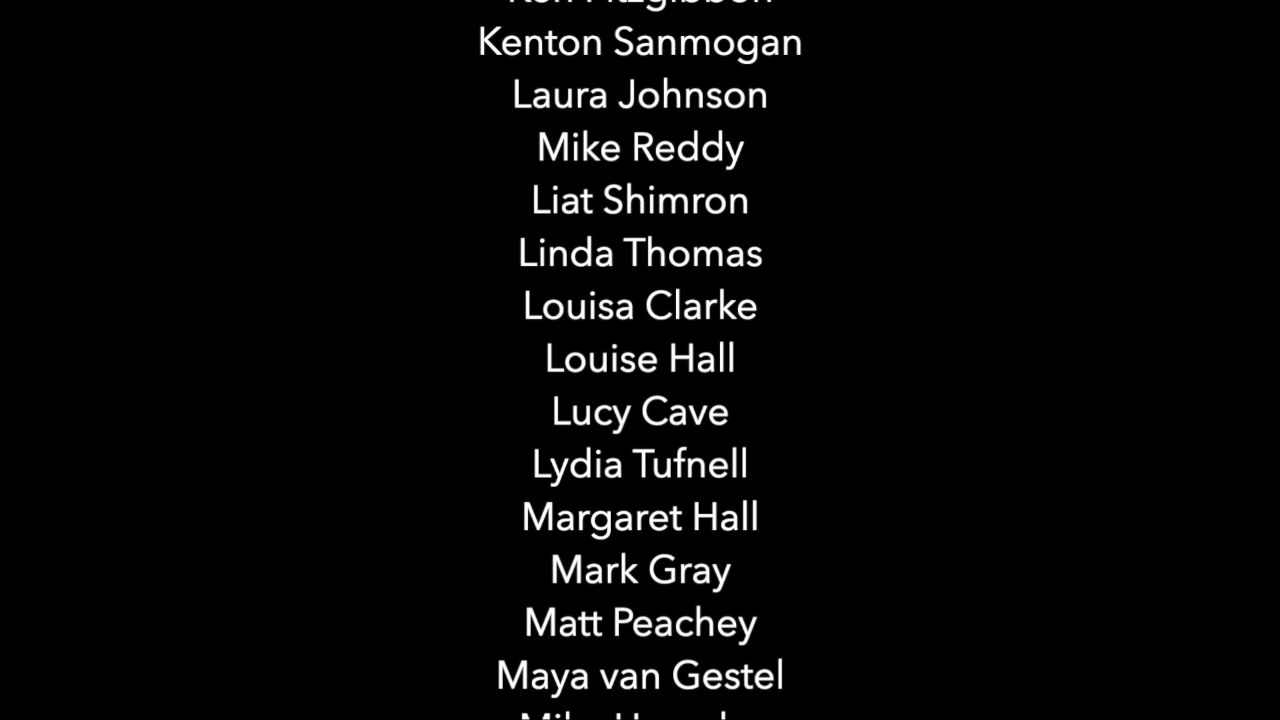 Kenton Sanmogan
Laura Johnson
Mike Reddy
Liat Shimron
Linda Thomas
Louisa Clarke
Louise Hall
Lucy Cave
Lydia Tufnell
Margaret Hall
Mark Gray
Matt Peachey
Maya van Gestel